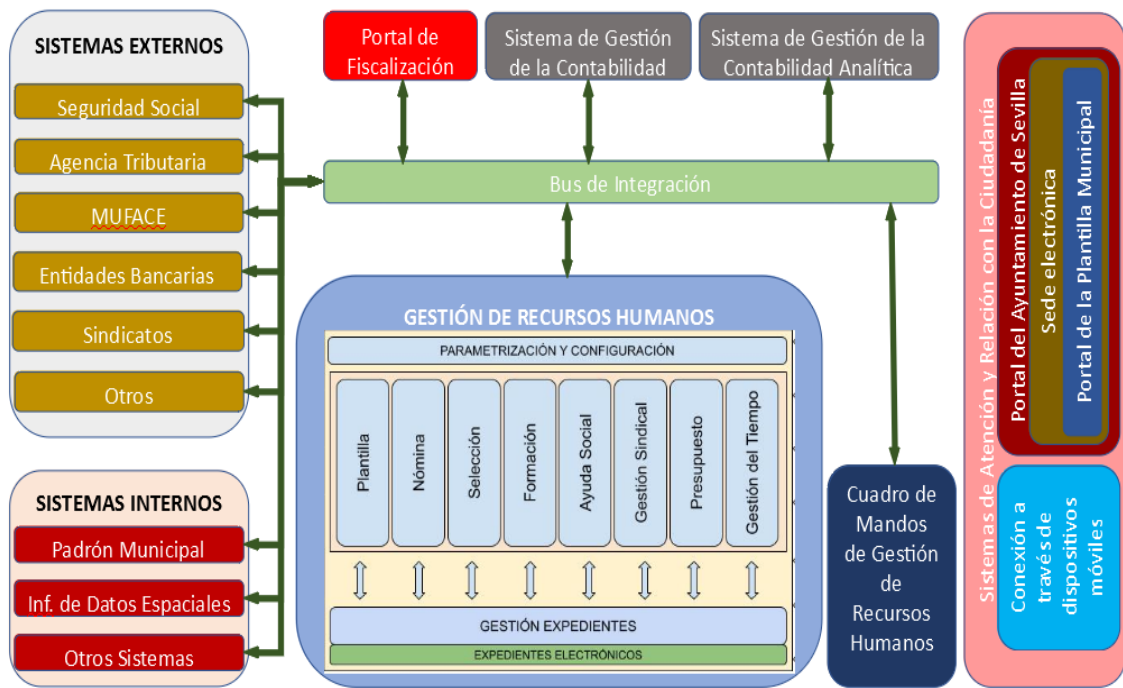 SISTEMAS EXTERNOS
Seguridad Social
Agencia Tributaria
MUFACE
Entidades Bancarias
Sindicatos
Otros
SISTEMAS INTERNOS
Padrón Municipal
Inf. de Datos Espaciales
Otros Sistemas
Portal de
Fiscalización
Sistema de Gestión
de la Contabilidad
Sistema de Gestión de la
Contabilidad Analítica
Bus de Integración
GESTIÓN DE RECURSOS HUMANOS
PARAMETRIZACIÓN Y CONFIGURACIÓN
Plantilla
Nómina
Selección
Formación
Ayuda Social
Gestión Sindical
Presupuesto
Gestión del Tiempo
GESTIÓN EXPEDIENTES
EXPEDIENTES ELECTRÓNICOS
Cuadro de
Mandos
de Gestión
de
Recursos
Humanos
Sistemas de Atención y Relación con la Ciudadanía
Portal del Ayuntamiento de Sevilla
Sede electrónica
Portal de la Plantilla Municipal
Conexión a
través de
dispositivos
móviles